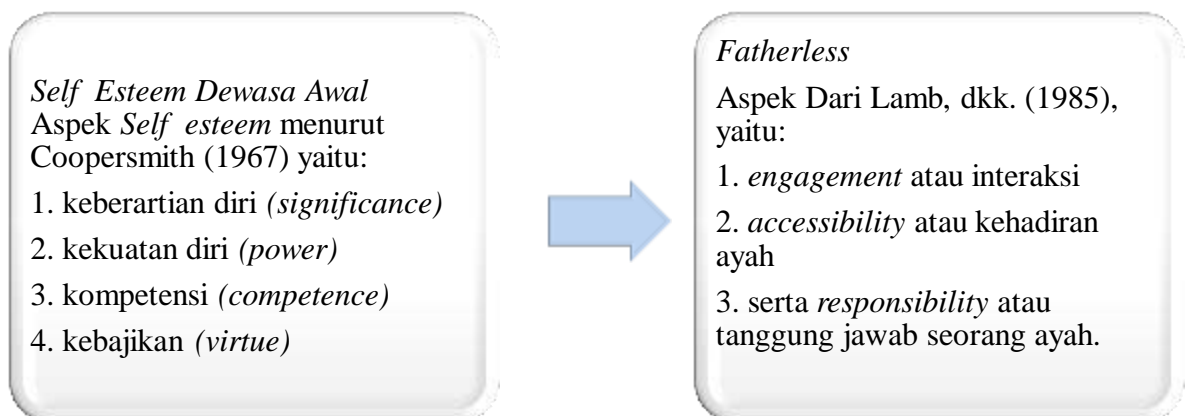 Self Esteem Dewasa Awal
Aspek Self esteem menurut
Coopersmith (1967) yaitu:
1. keberartian diri (significance)
2. kekuatan diri (power)
3. kompetensi (competence)
4. kebajikan (virtue)
Fatherless
Aspek Dari Lamb, dkk. (1985),
yaitu:
1. engagement atau interaksi
2. accessibility atau kehadiran
ayah
3. serta responsibility atau
tanggung jawab seorang ayah.